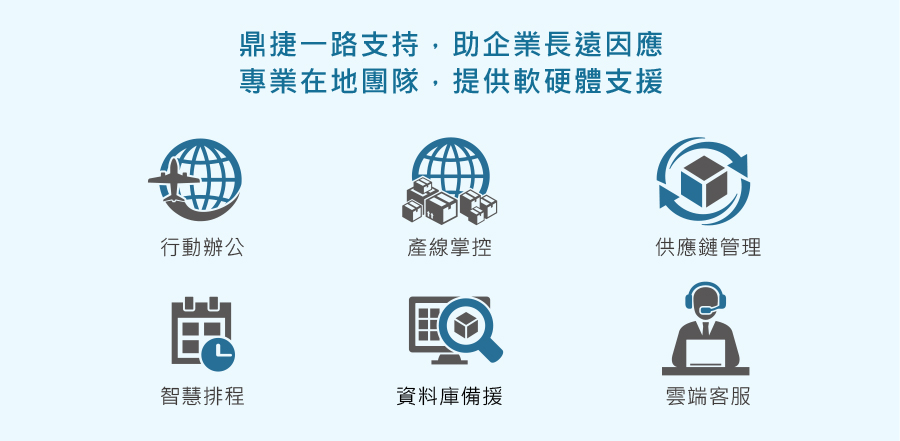 鼎捷一路支持，助企業長遠因應
專業在地團隊，提供軟硬體支援
行動辦公
產線掌控
供應鏈管理
智慧排程
資料庫備援
雲端客服